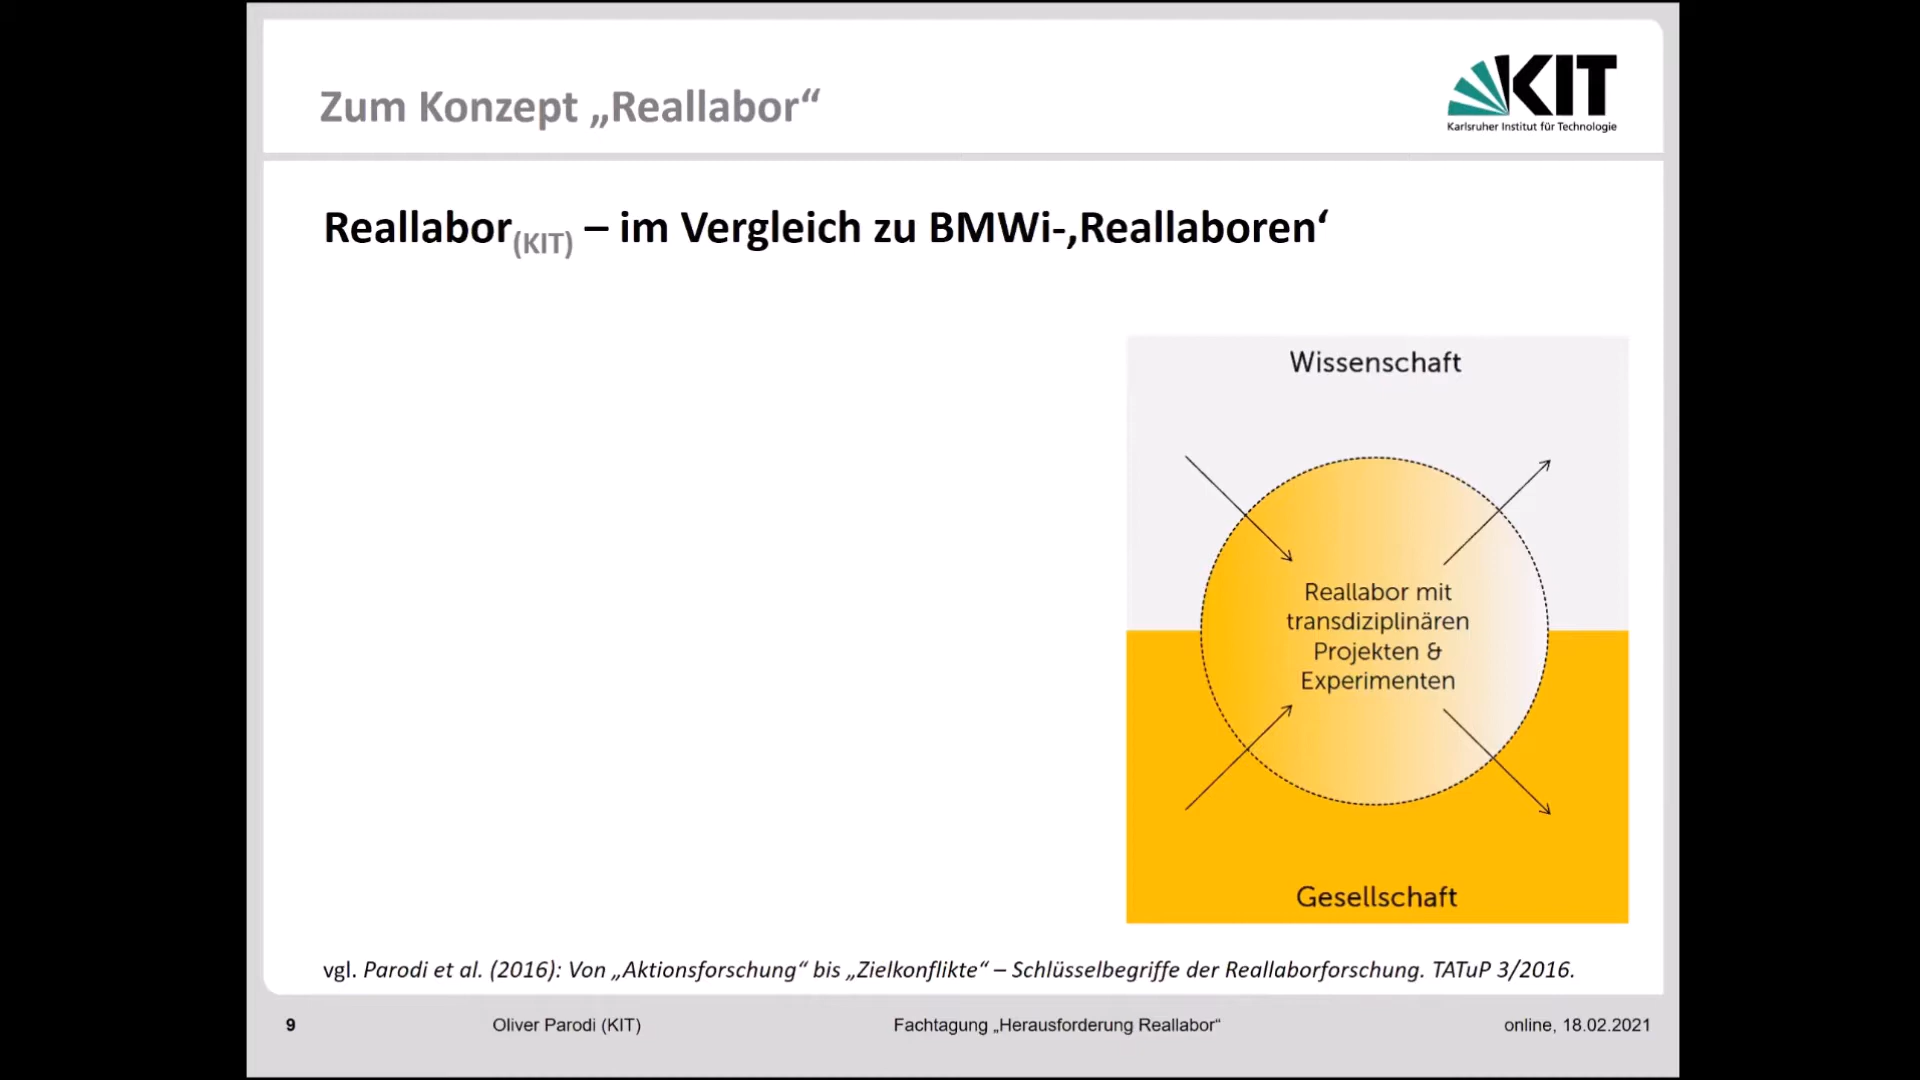 Zum Konzept „Reallabor“
KIT
Karlsruher Institut für Technologie
Reallabor(KIT) – im Vergleich zu BMWi-‚Reallaboren‘
Wissenschaft
Reallabor mit
transdiziplinären
Projekten &
Experimenten
Gesellschaft
vgl. Parodi et al. (2016): Von „Aktionsforschung“ bis „Zielkonflikte“ – Schlüsselbegriffe der Reallaborforschung. TATuP 3/2016.
9 Oliver Parodi (KIT) Fachtagung „Herausforderung Reallabor“ online, 18.02.2021